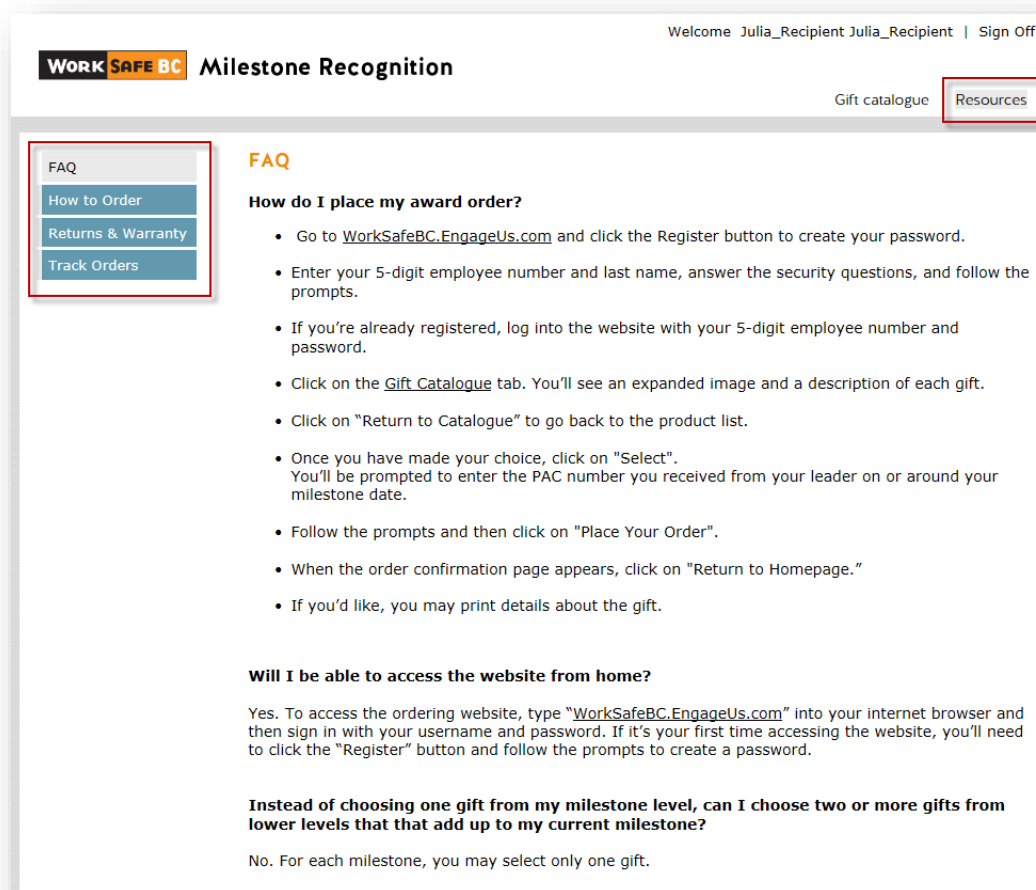 Welcome Julia_Recipient Julia_Recipient | Sign Off
WORK SAFE BC Milestone Recognition
Gift catalogue Resources
FAQ
How to Order
Returns & Warranty
Track Orders
FAQ
How do I place my award order?
• Go to WorkSafeBC.EngageUs.com and click the Register button to create your password.
• Enter your 5-digit employee number and last name, answer the security questions, and follow the
prompts.
• If you’re already registered, log into the website with your 5-digit employee number and
password.
• Click on the Gift Catalogue tab. You’ll see an expanded image and a description of each gift.
• Click on “Return to Catalogue” to go back to the product list.
• Once you have made your choice, click on "Select".
You’ll be prompted to enter the PAC number you received from your leader on or around your
milestone date.
• Follow the prompts and then click on "Place Your Order".
• When the order confirmation page appears, click on "Return to Homepage.”
• If you’d like, you may print details about the gift.
Will I be able to access the website from home?
Yes. To access the ordering website, type “WorkSafeBC.EngageUs.com” into your internet browser and
then sign in with your username and password. If it’s your first time accessing the website, you’ll need
to click the “Register” button and follow the prompts to create a password.
Instead of choosing one gift from my milestone level, can I choose two or more gifts from
lower levels that that add up to my current milestone?
No. For each milestone, you may select only one gift.